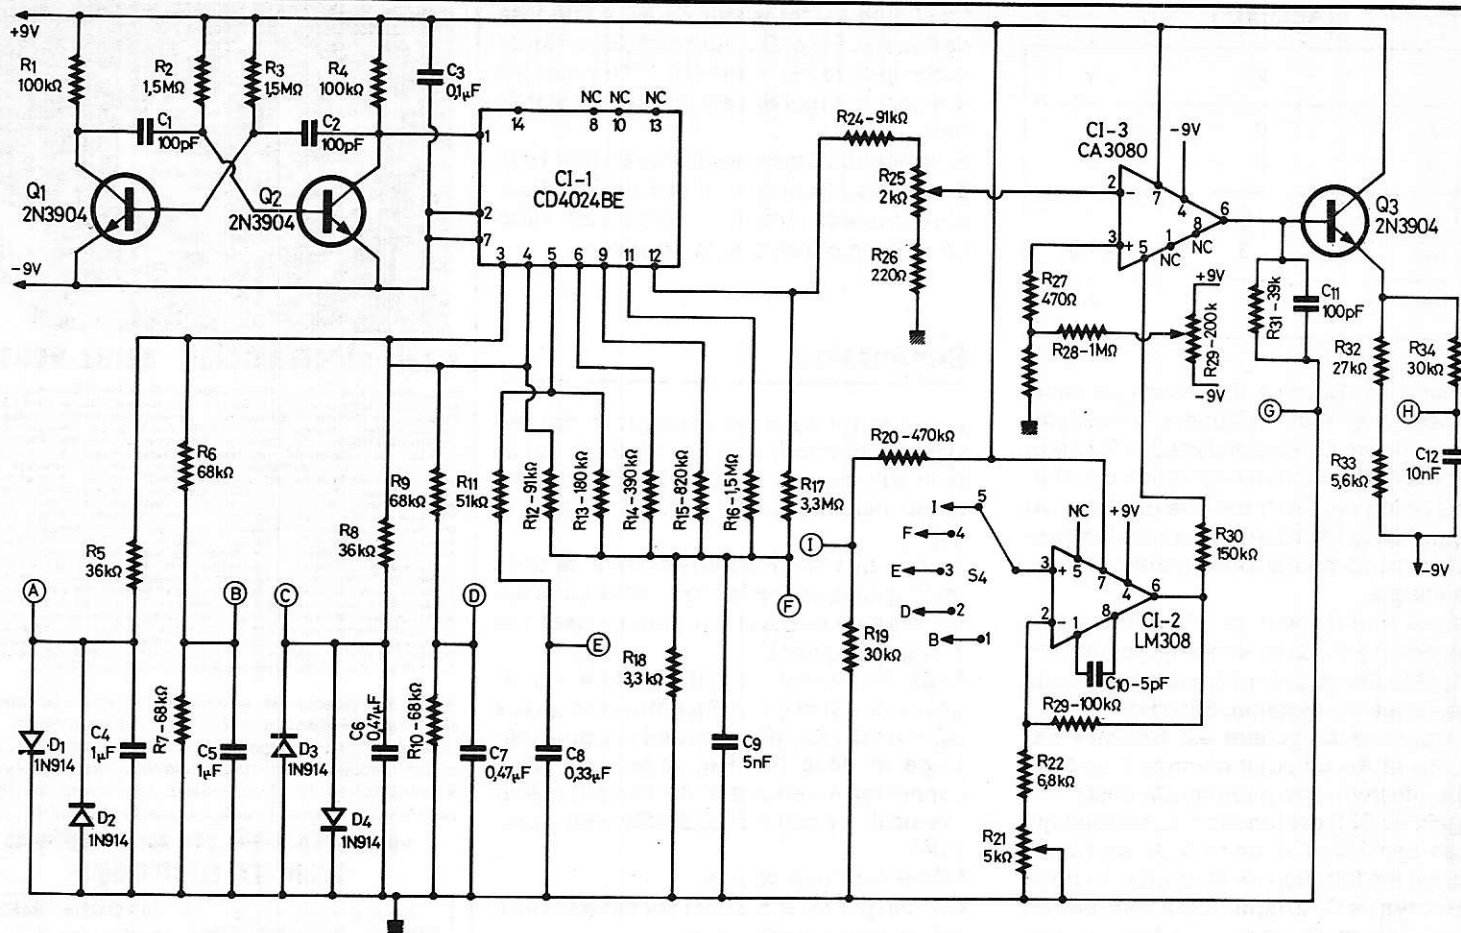 +9V
R1
100kΩ
R2
1,5MΩ
R3
1,5MΩ
R4
100kΩ
C3
0,1µF
C1
100pF
C2
100pF
Q1
2N3904
Q2
2N3904
-9V
NC NC NC
14 8 10 13
1
CI-1
CD4024BE
2
7
3 4 5 6 9 11 12
R24-91kΩ
R25
2kΩ
R26
220Ω
CI-3
CA3080
-9V
2
-
7
4
6
3
+
5
1
8
NC
NC
Q3
2N3904
R27
470Ω
R28-1MΩ
+9V
R29-200k
-9V
R31-39k
C11
100pF
R32
27kΩ
R34
30kΩ
G
H
R33
5,6kΩ
C12
10nF
-9V
R6
68kΩ
R5
36kΩ
R9
68kΩ
R8
36kΩ
R11
51kΩ
R12-91kΩ
R13-180kΩ
R14-390kΩ
R15-820kΩ
R16-1,5MΩ
R17
3,3MΩ
R20-470kΩ
I
I
5
F
4
E
3
S4
D
2
B
1
NC
+9V
3
+
5
7
4
6
2
-
1
8
CI-2
LM308
R30
150kΩ
C10-5pF
R29-100kΩ
R22
6,8kΩ
R21
5kΩ
R19
30kΩ
A
B
C
D
E
F
R18
3,3kΩ
D1
1N914
C4
1µF
R7-68kΩ
C5
1µF
D3
1N914
C6
0,47µF
R10-68kΩ
C7
0,47µF
C8
0,33µF
C9
5nF
D2
1N914
D4
1N914